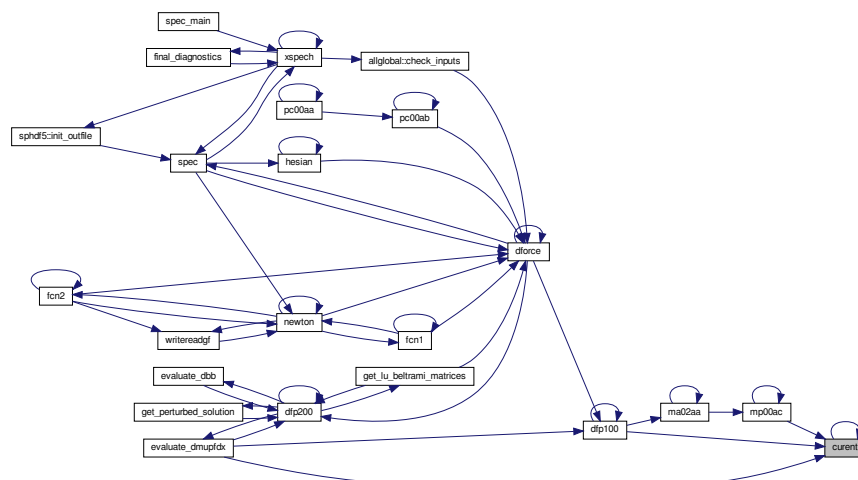 spec_main
final_diagnostics
xspech
allglobal::check_inputs
pc00aa
pc00ab
sphdf5::init_outfile
spec
hesian
dforce
fcn2
newton
writereadgf
fcn1
evaluate_dbb
get_lu_beltrami_matrices
get_perturbed_solution
dfp200
ma02aa
mp00ac
dfp100
evaluate_dmupfdx
curent